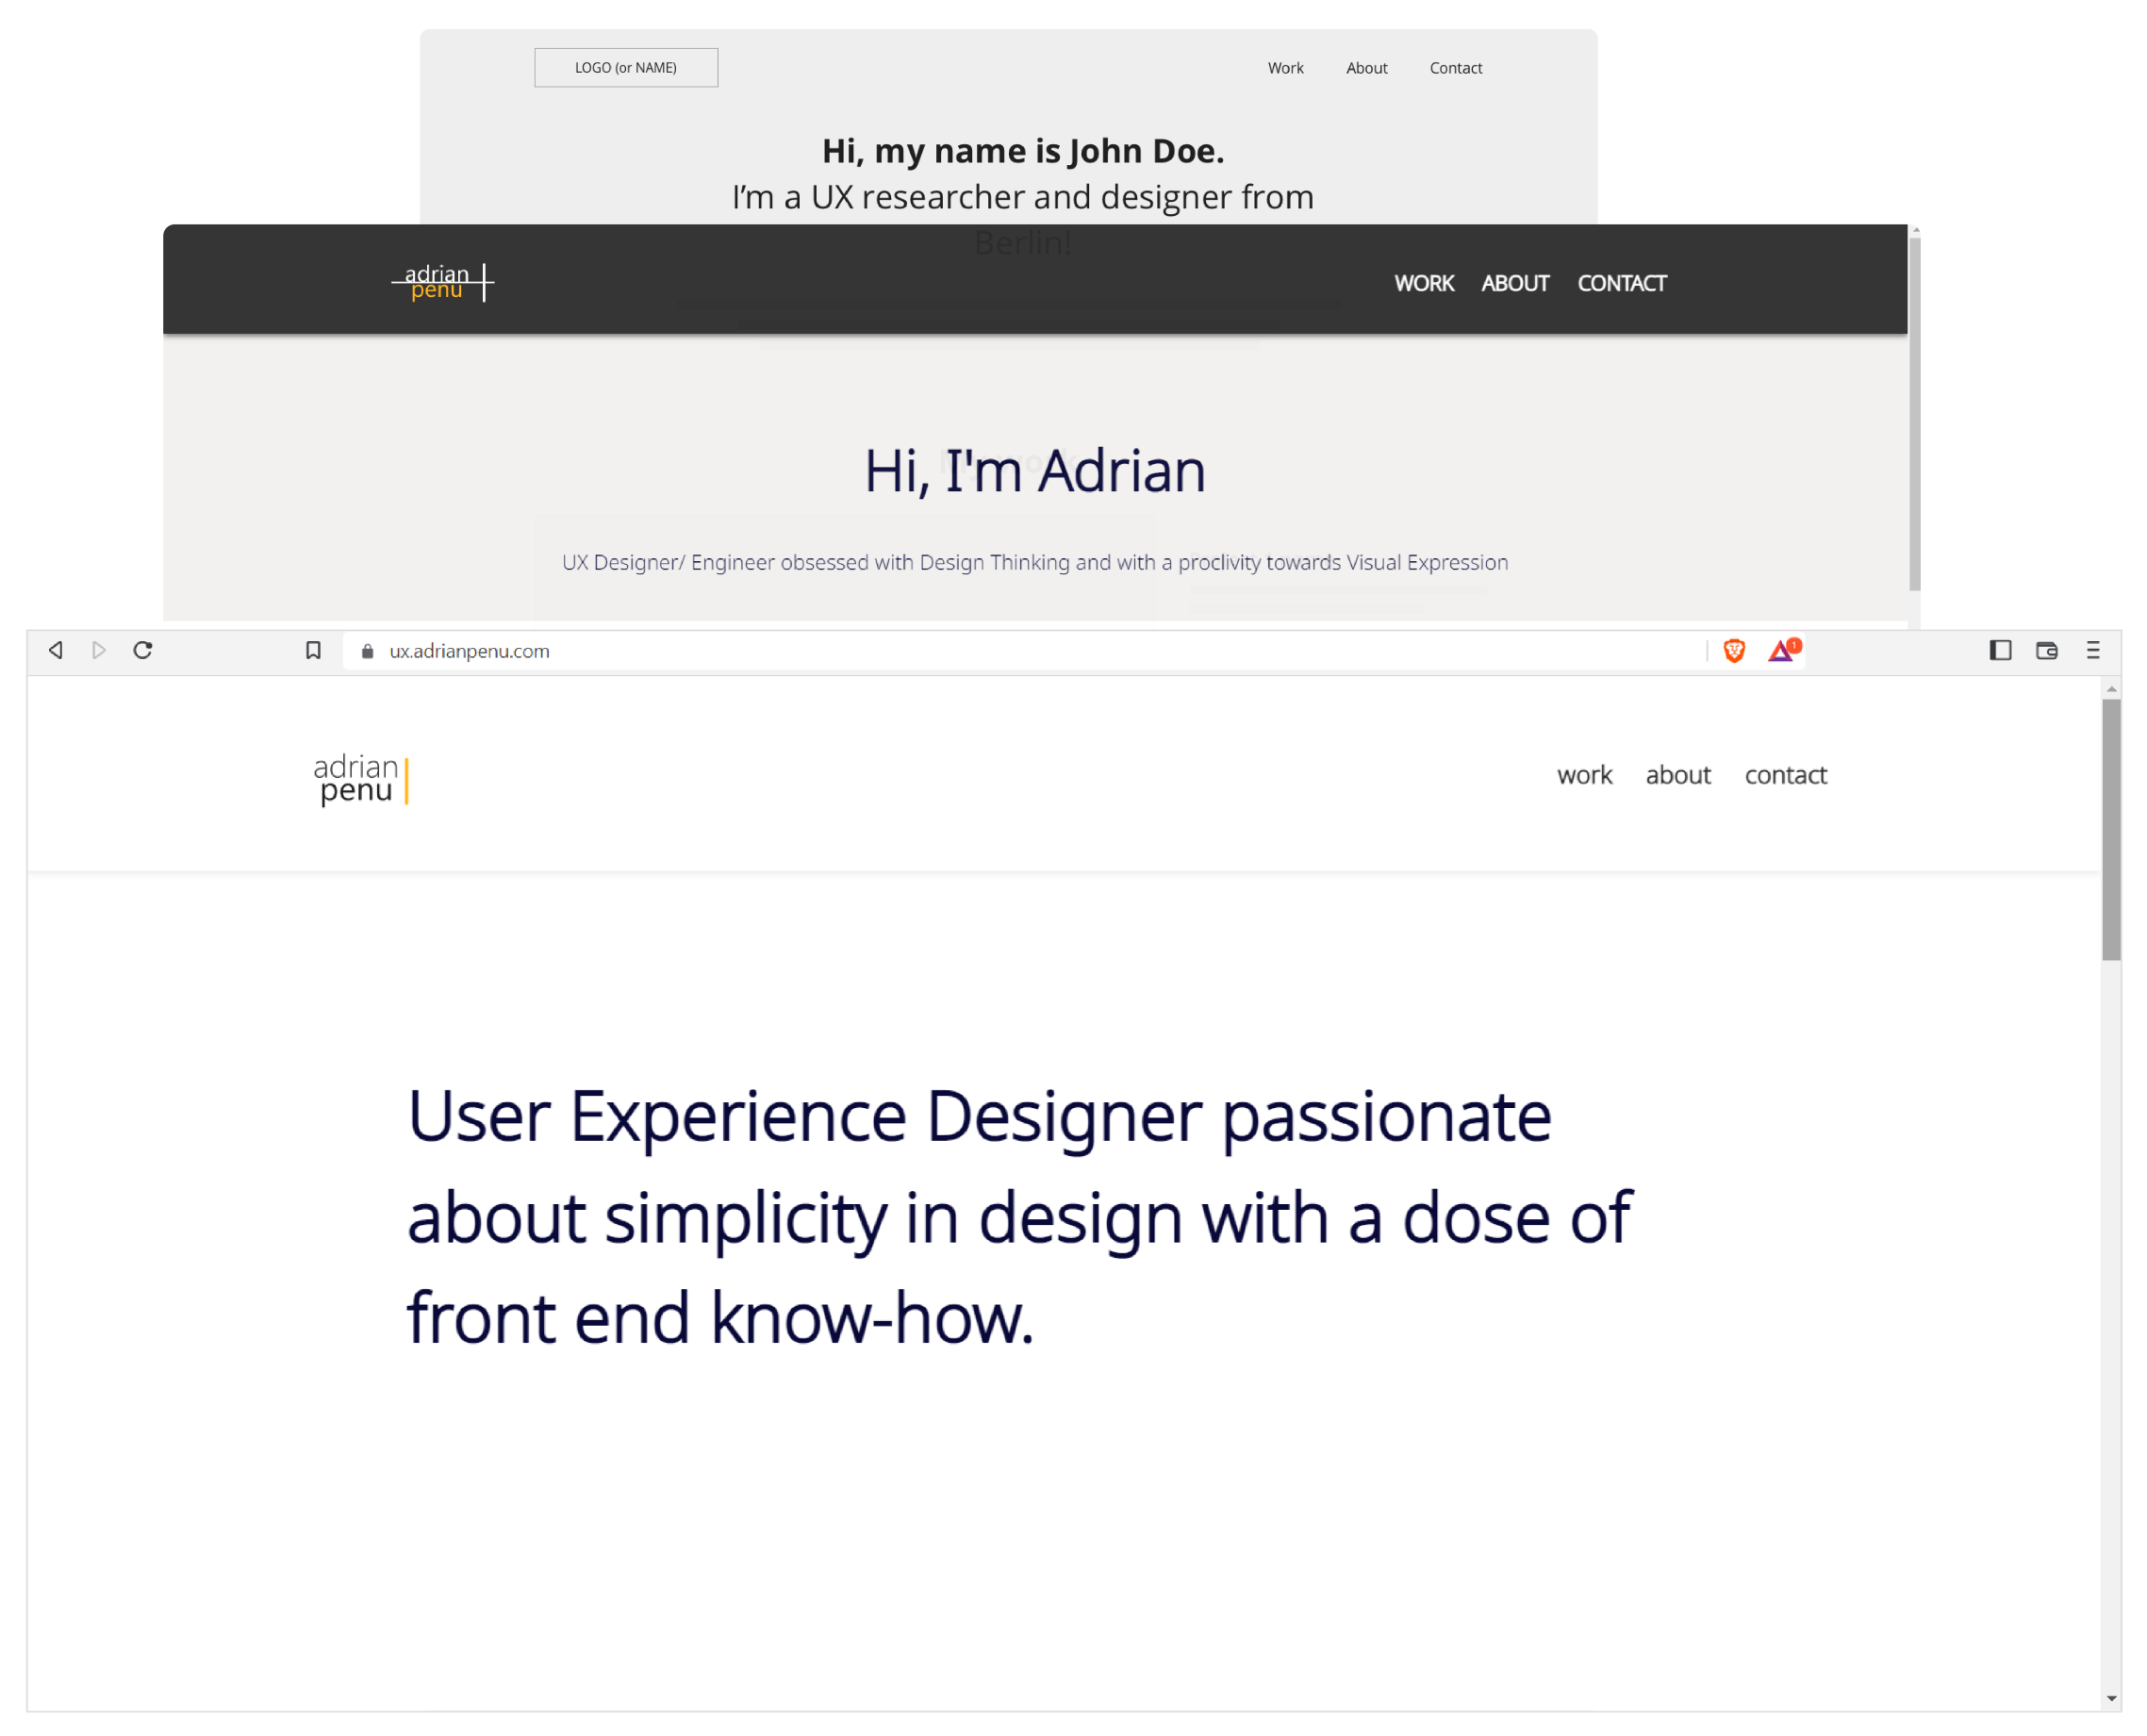 LOGO (or NAME)
Work About Contact
Hi, my name is John Doe.
I’m a UX researcher and designer from
Berlin!
adrian
penu
WORK ABOUT CONTACT
Hi, I'm Adrian
UX Designer/ Engineer obsessed with Design Thinking and with a proclivity towards Visual Expression
ux.adrianpenu.com
1
adrian
penu
work about contact
User Experience Designer passionate
about simplicity in design with a dose of
front end know-how.